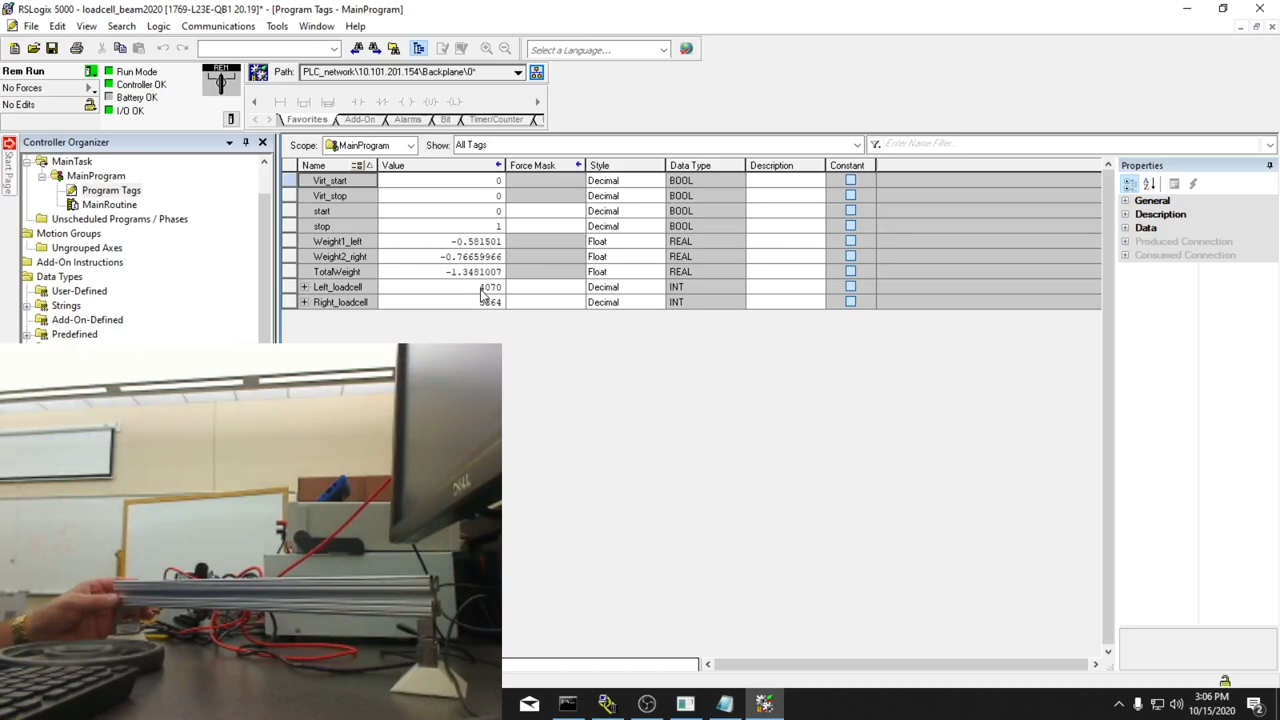 RSLogix 5000 - loadcell_beam2020 [1769-L23E-QB1 20.19]* - [Program Tags - MainProgram]
File Edit View Search Logic Communications Tools Window Help
Select a Language...
Rem Run
Run Mode
No Forces
Controller OK
Battery OK
No Edits
I/O OK
REM
Path: PLC_network\10.101.201.154\Backplane\0*
Favorites Add-On Alarms Bit Timer/Counter
Start Page
Controller Organizer
MainTask
MainProgram
Program Tags
MainRoutine
Unscheduled Programs / Phases
Motion Groups
Ungrouped Axes
Add-On Instructions
Data Types
User-Defined
Strings
Add-On-Defined
Predefined
Scope: MainProgram Show: All Tags Enter Name Filter...
Name Value Force Mask Style Data Type Description Constant
Virt_start 0 Decimal BOOL
Virt_stop 0 Decimal BOOL
start 0 Decimal BOOL
stop 1 Decimal BOOL
Weight1_left -0.581501 Float REAL
Weight2_right -0.76659966 Float REAL
TotalWeight -1.3481007 Float REAL
Left_loadcell Decimal INT
Right_loadcell Decimal INT
Properties
General
Description
Data
Produced Connection
Consumed Connection
DELL
3:06 PM
10/15/2020
2